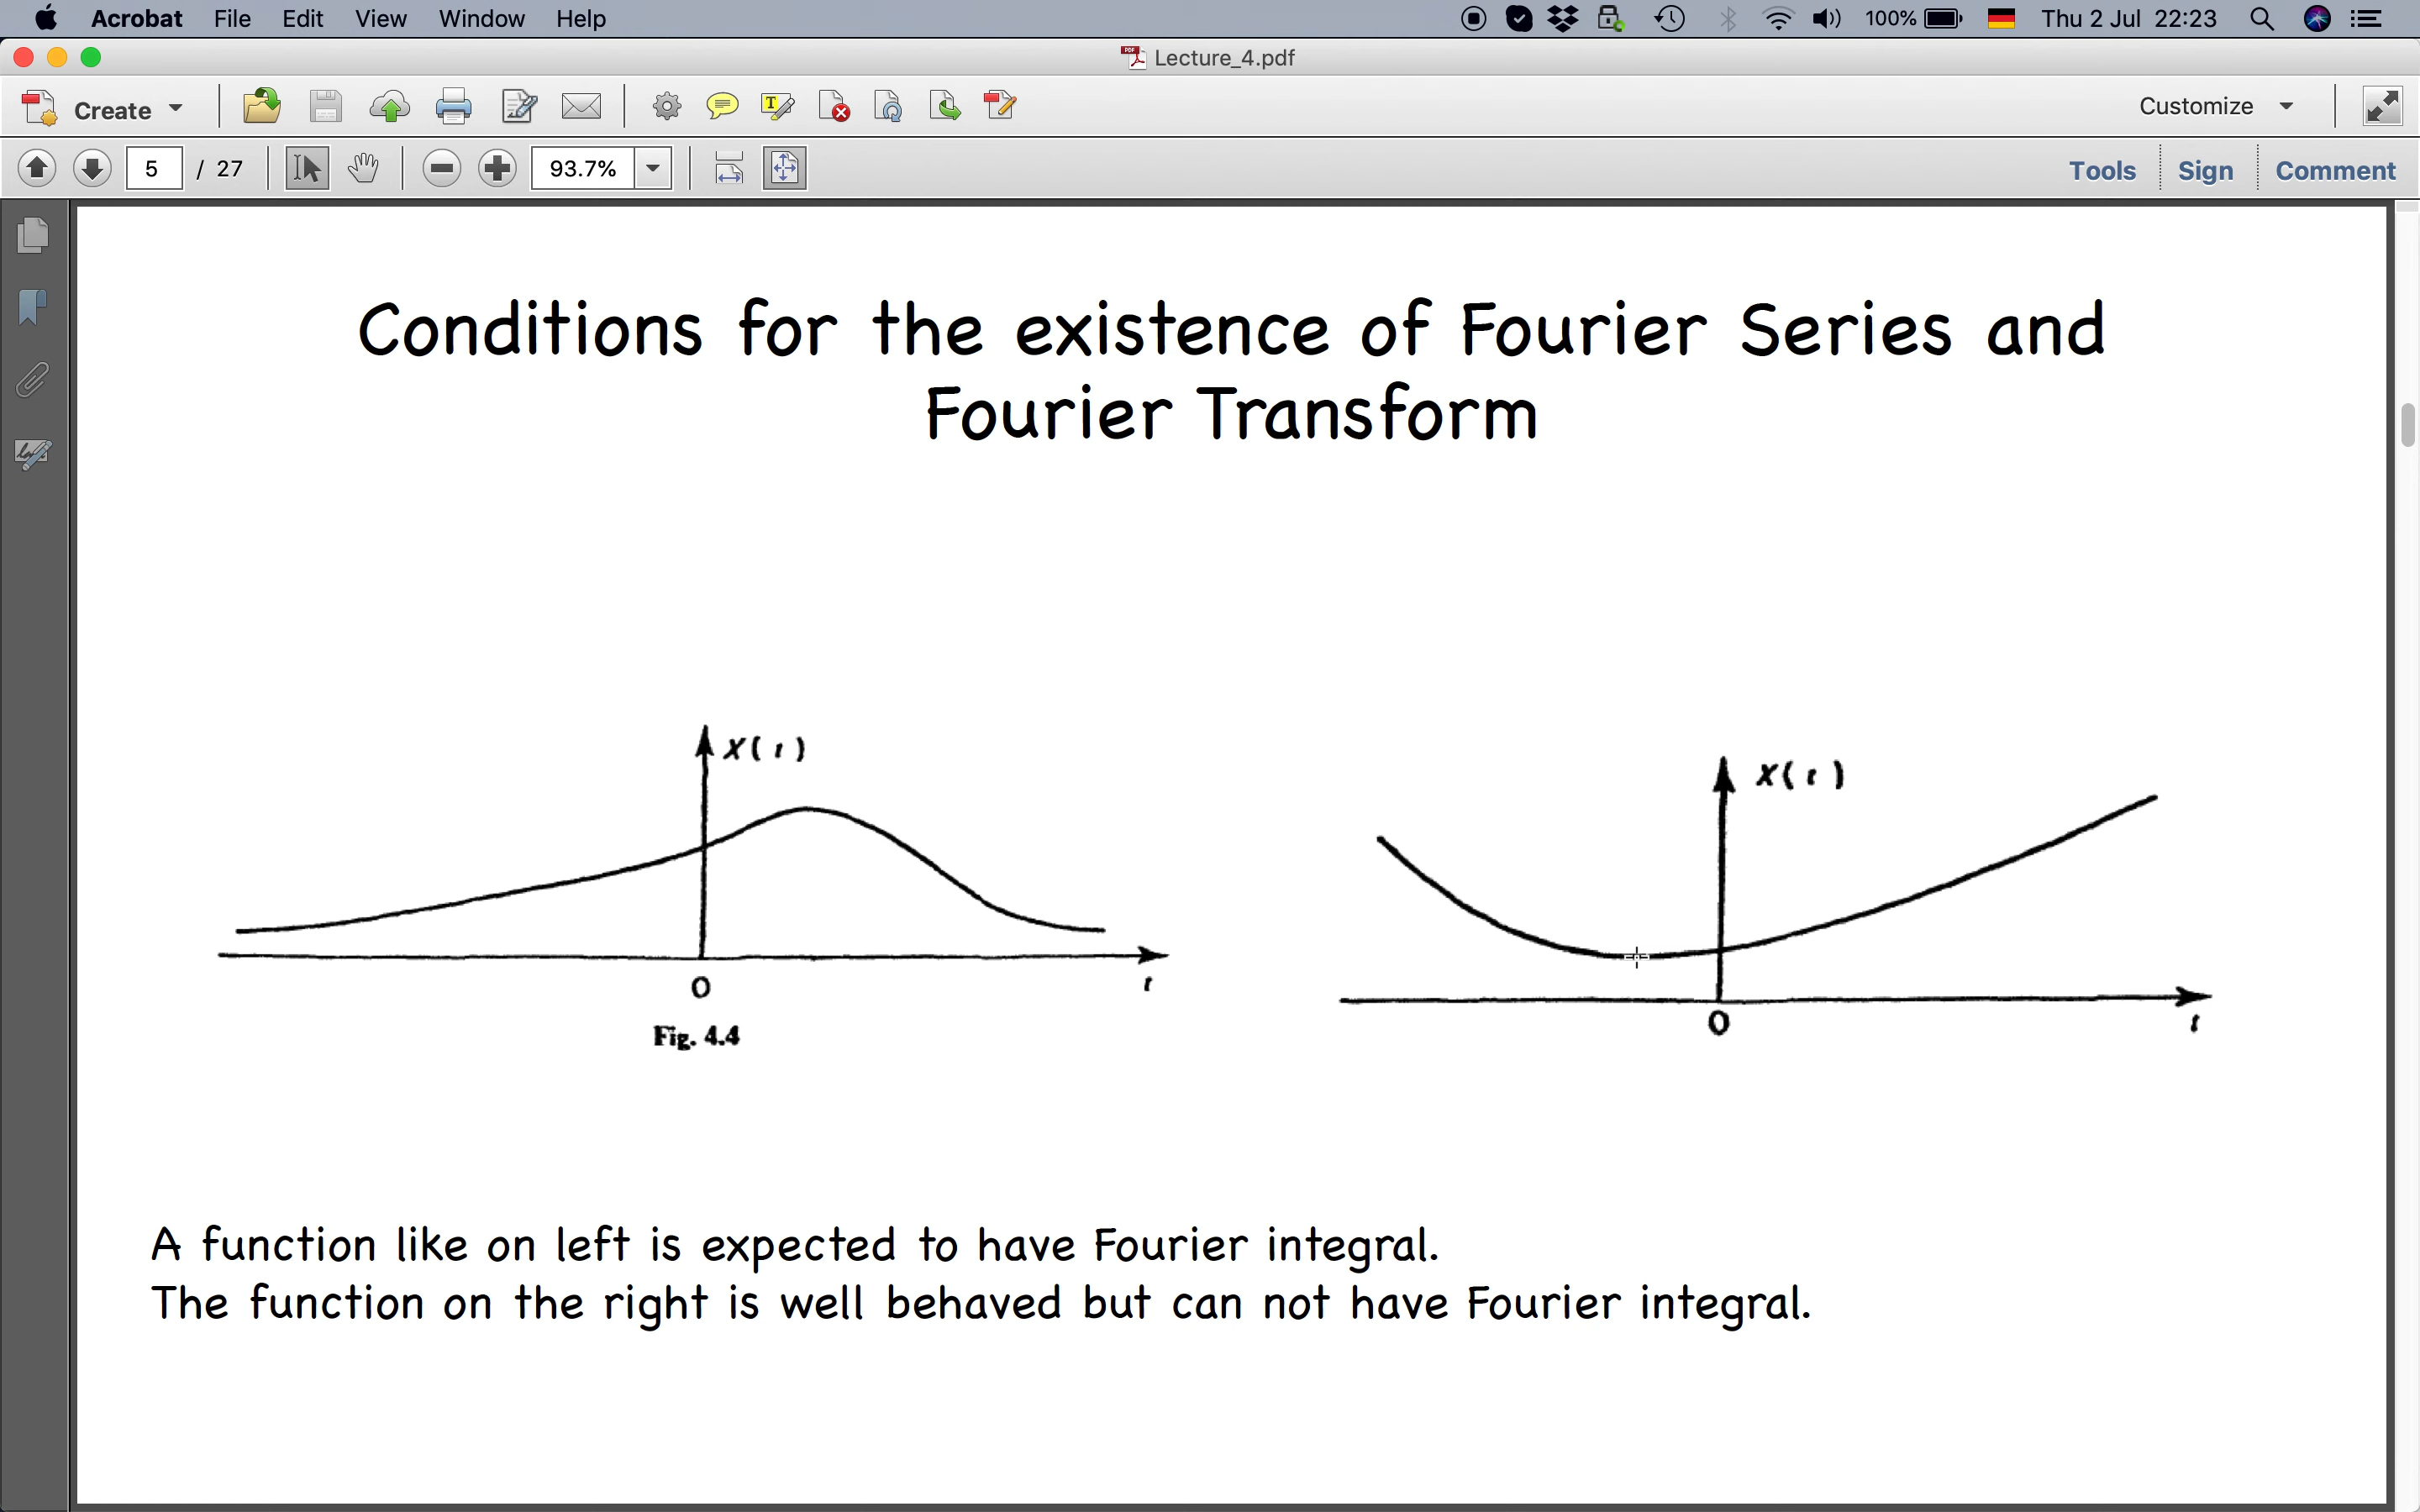 Acrobat File Edit View Window Help 100% Thu 2 Jul 22:23
Lecture_4.pdf
Create Customize
5 / 27 93.7% Tools Sign Comment
Conditions for the existence of Fourier Series and
Fourier Transform
X(t) X(t)
0 t 0 t
Fig. 4.4
A function like on left is expected to have Fourier integral.
The function on the right is well behaved but can not have Fourier integral.